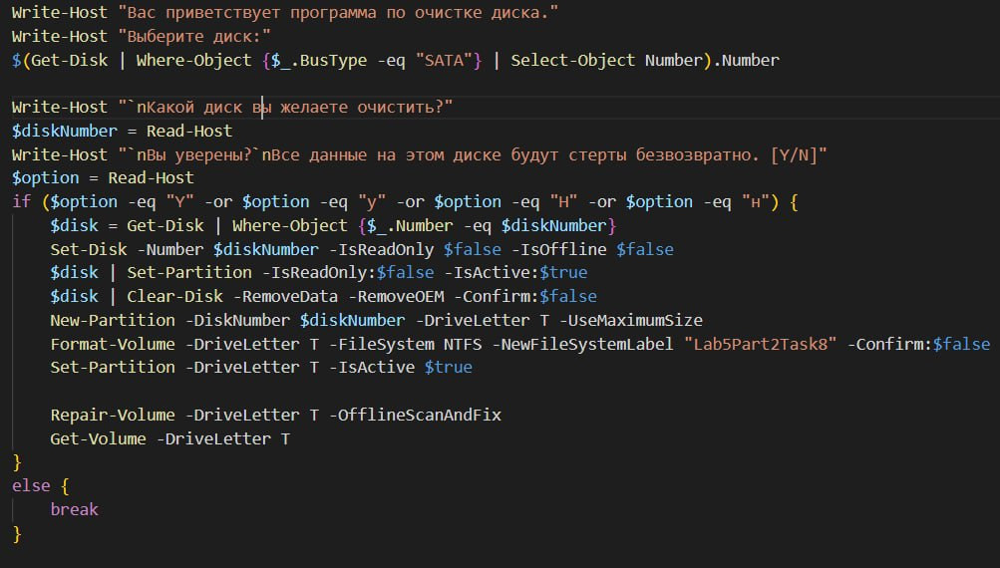 Write-Host "Вас приветствует программа по очистке диска."
Write-Host "Выберите диск:"
$(Get-Disk | Where-Object {$_.BusType -eq "SATA"} | Select-Object Number).Number
Write-Host "`nКакой диск вы желаете очистить?"
$diskNumber = Read-Host
Write-Host "`nВы уверены?`nВсе данные на этом диске будут стерты безвозвратно. [Y/N]"
$option = Read-Host
if ($option -eq "Y" -or $option -eq "y" -or $option -eq "Н" -or $option -eq "н") {
    $disk = Get-Disk | Where-Object {$_.Number -eq $diskNumber}
    Set-Disk -Number $diskNumber -IsReadOnly $false -IsOffline $false
    $disk | Set-Partition -IsReadOnly:$false -IsActive:$true
    $disk | Clear-Disk -RemoveData -RemoveOEM -Confirm:$false
    New-Partition -DiskNumber $diskNumber -DriveLetter T -UseMaximumSize
    Format-Volume -DriveLetter T -FileSystem NTFS -NewFileSystemLabel "Lab5Part2Task8" -Confirm:$false
    Set-Partition -DriveLetter T -IsActive $true
    Repair-Volume -DriveLetter T -OfflineScanAndFix
    Get-Volume -DriveLetter T
}
else {
    break
}